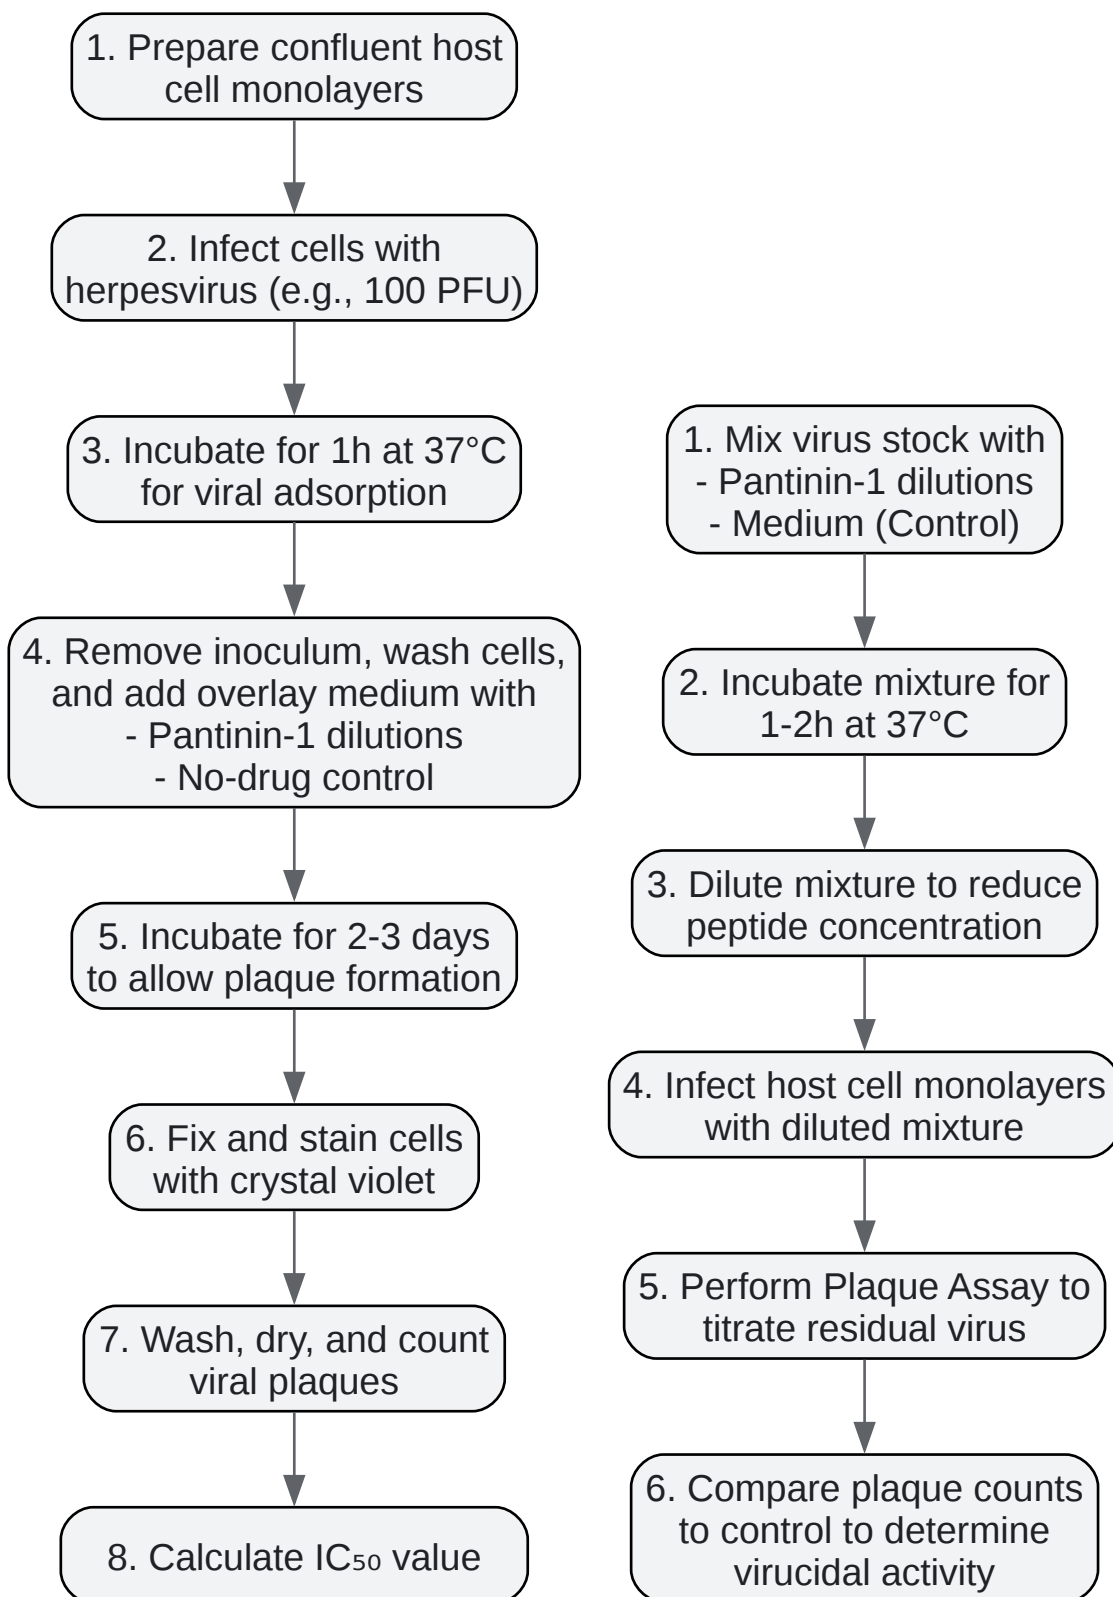 1. Prepare confluent host
cell monolayers
2. Infect cells with
herpesvirus (e.g., 100 PFU)
3. Incubate for 1h at 37°C
for viral adsorption
4. Remove inoculum, wash cells,
and add overlay medium with
- Pantinin-1 dilutions
- No-drug control
5. Incubate for 2-3 days
to allow plaque formation
6. Fix and stain cells
with crystal violet
7. Wash, dry, and count
viral plaques
8. Calculate IC₅₀ value
1. Mix virus stock with
- Pantinin-1 dilutions
- Medium (Control)
2. Incubate mixture for
1-2h at 37°C
3. Dilute mixture to reduce
peptide concentration
4. Infect host cell monolayers
with diluted mixture
5. Perform Plaque Assay to
titrate residual virus
6. Compare plaque counts
to control to determine
virucidal activity